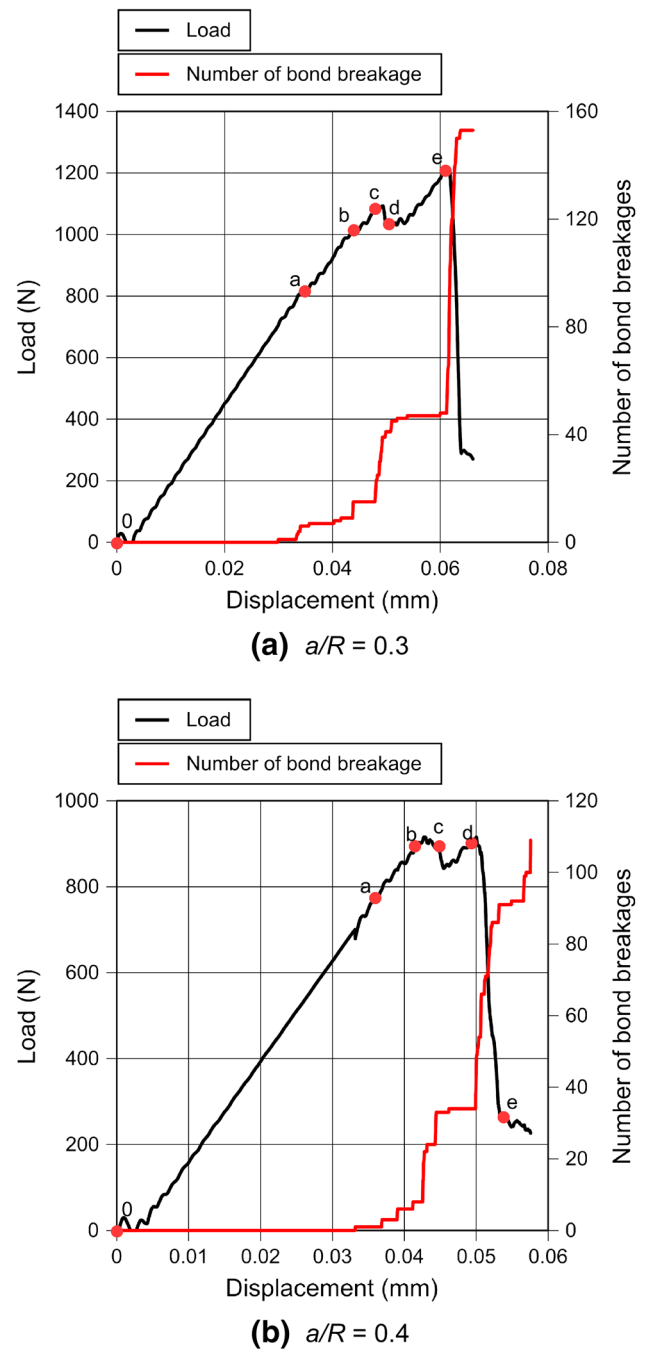 Load
Number of bond breakage
1400 160
1200
1000 120
800
600 80
400 40
200
0 0
0 0.02 0.04 0.06 0.08
Load (N)
Number of bond breakages
0 a b c d e
Displacement (mm)
(a) a/R = 0.3
Load
Number of bond breakage
1000 120
800 100
600 80
400 60
200 40
20
0 0
0 0.01 0.02 0.03 0.04 0.05 0.06
Load (N)
Number of bond breakages
0 a b c d e
Displacement (mm)
(b) a/R = 0.4